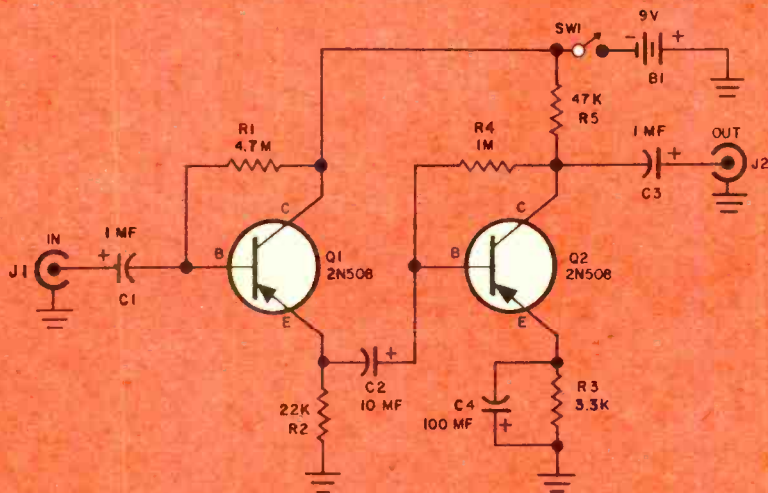 9V
SW1
- +
B1
47K
R5
R1
4.7M
R4
1M
1 MF
+
C3
OUT
J2
IN
J1
1 MF
+
C1
B
C
E
Q1
2N508
B
C
E
Q2
2N508
C2
10 MF
+
22K
R2
C4
100 MF
+
R3
3.3K